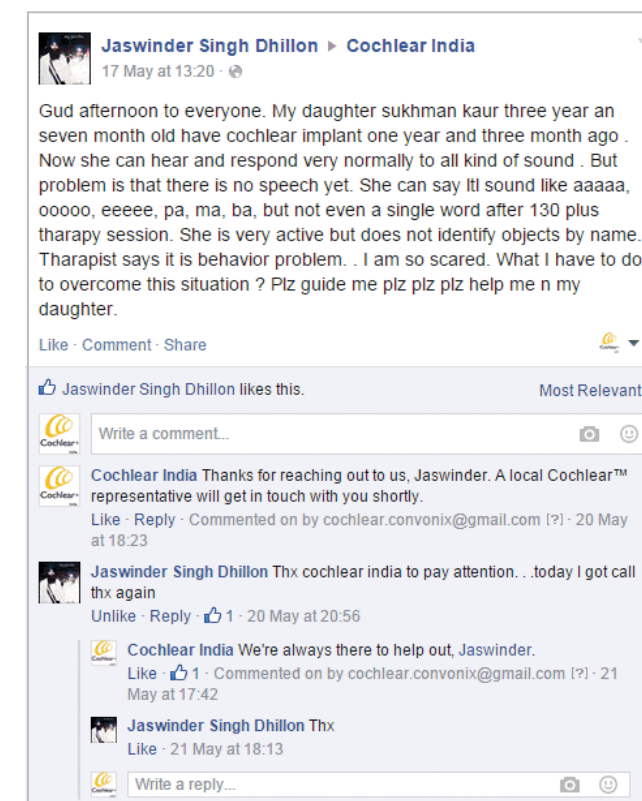 Jaswinder Singh Dhillon ▸ Cochlear India
17 May at 13:20 ·
Gud afternoon to everyone. My daughter sukhman kaur three year an
seven month old have cochlear implant one year and three month ago .
Now she can hear and respond very normally to all kind of sound . But
problem is that there is no speech yet. She can say ltl sound like aaaaa,
ooooo, eeeee, pa, ma, ba, but not even a single word after 130 plus
tharapy session. She is very active but does not identify objects by name.
Tharapist says it is behavior problem. . I am so scared. What I have to do
to overcome this situation ? Plz guide me plz plz plz help me n my
daughter.
Like · Comment · Share
Jaswinder Singh Dhillon likes this.
Most Relevant
Cochlear
Write a comment...
Cochlear
Cochlear India Thanks for reaching out to us, Jaswinder. A local Cochlear™
representative will get in touch with you shortly.
Like · Reply · Commented on by cochlear.convonix@gmail.com [?] · 20 May
at 18:23
Jaswinder Singh Dhillon Thx cochlear india to pay attention. . .today I got call
thx again
Unlike · Reply · 1 · 20 May at 20:56
Cochlear India We're always there to help out, Jaswinder.
Like · 1 · Commented on by cochlear.convonix@gmail.com [?] · 21
May at 17:42
Jaswinder Singh Dhillon Thx
Like · 21 May at 18:13
Write a reply...